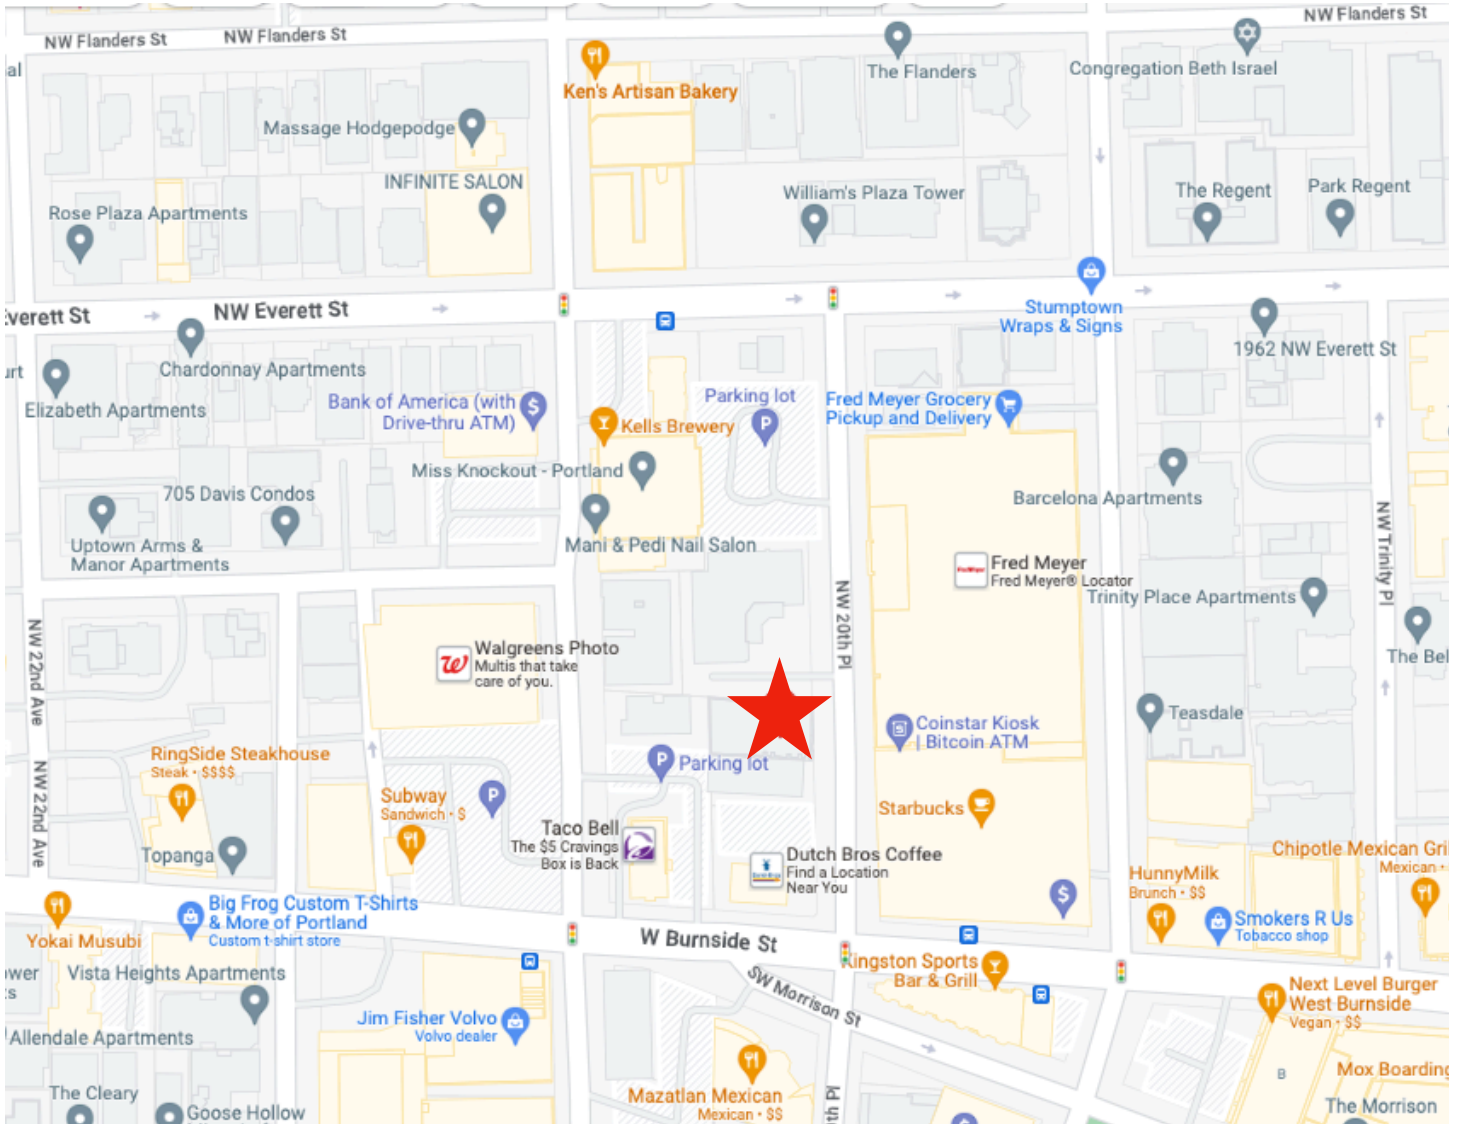 NW Flanders St
NW Flanders St
NW Flanders St
al
Ken's Artisan Bakery
The Flanders
Congregation Beth Israel
Massage Hodgepodge
INFINITE SALON
William's Plaza Tower
The Regent
Park Regent
Rose Plaza Apartments
Everett St
NW Everett St
Stumptown
Wraps & Signs
1962 NW Everett St
urt
Chardonnay Apartments
Elizabeth Apartments
Bank of America (with
Drive-thru ATM)
Parking lot
P
Fred Meyer Grocery
Pickup and Delivery
Kells Brewery
Miss Knockout - Portland
705 Davis Condos
Barcelona Apartments
Mani & Pedi Nail Salon
Uptown Arms &
Manor Apartments
NW Trinity Pl
Fred Meyer
Fred Meyer® Locator
Trinity Place Apartments
NW 20th Pl
NW 22nd Ave
Walgreens Photo
Multis that take
care of you.
The Bel
Teasdale
Coinstar Kiosk
| Bitcoin ATM
RingSide Steakhouse
Steak · $$$$
P
Parking lot
NW 22nd Ave
Subway
Sandwich · $
P
Starbucks
Taco Bell
The $5 Cravings
Box is Back
Topanga
Dutch Bros Coffee
Find a Location
Near You
Chipotle Mexican Gri
Mexican ·
HunnyMilk
Brunch · $$
Big Frog Custom T-Shirts
& More of Portland
Custom t-shirt store
Smokers R Us
Tobacco shop
Yokai Musubi
W Burnside St
Kingston Sports
Bar & Grill
ower
ts
Vista Heights Apartments
SW Morrison St
Next Level Burger
West Burnside
Vegan · $$
Jim Fisher Volvo
Volvo dealer
Allendale Apartments
B
Mox Boarding
The Cleary
Mazatlan Mexican
Mexican · $$
th Pl
Goose Hollow
The Morrison